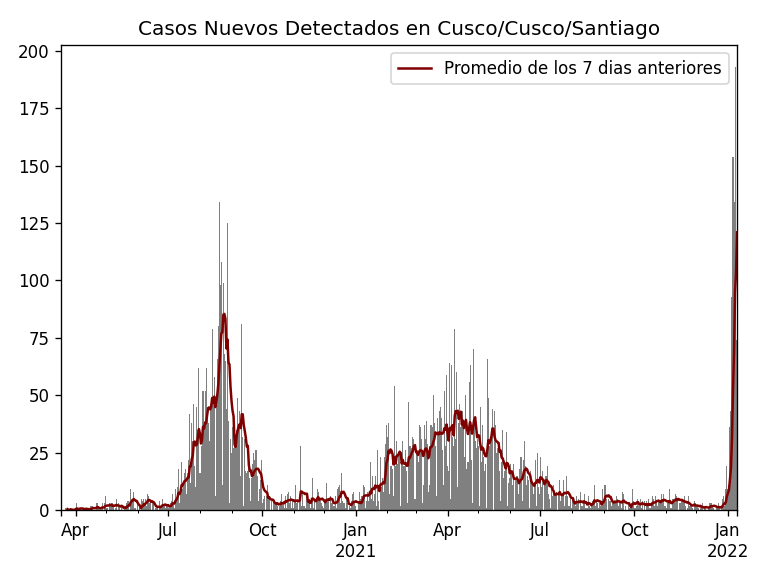 Casos Nuevos Detectados en Cusco/Cusco/Santiago
Promedio de los 7 dias anteriores
200
175
150
125
100
75
50
25
0
Apr
Jul
Oct
Jan
2021
Apr
Jul
Oct
Jan
2022